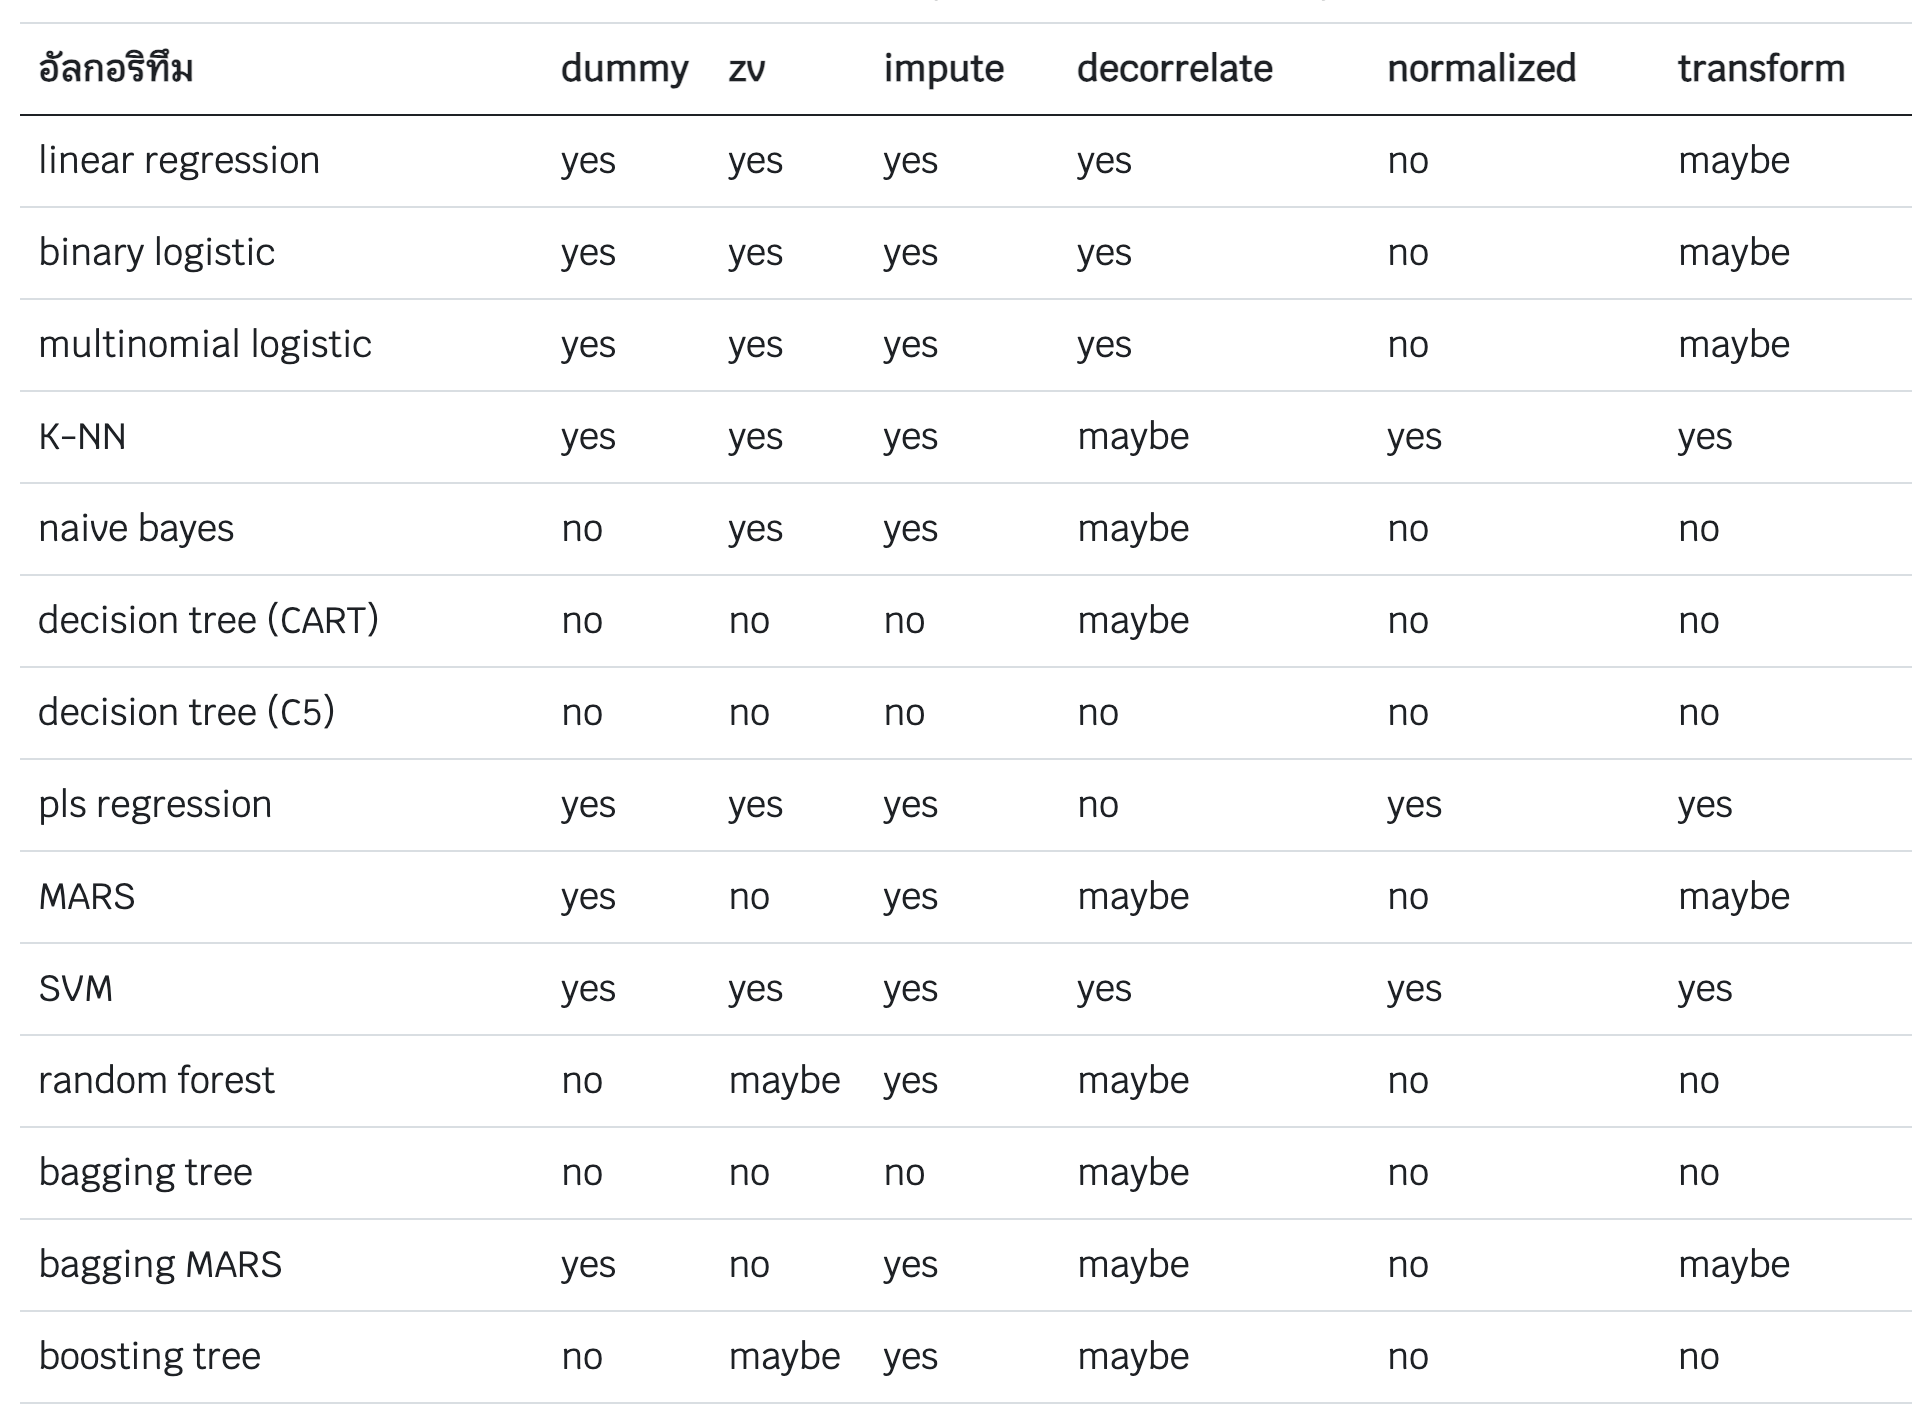 อัลกอริทึม dummy zv impute decorrelate normalized transform
linear regression yes yes yes yes no maybe
binary logistic yes yes yes yes no maybe
multinomial logistic yes yes yes yes no maybe
K-NN yes yes yes maybe yes yes
naive bayes no yes yes maybe no no
decision tree (CART) no no no maybe no no
decision tree (C5) no no no no no no
pls regression yes yes yes no yes yes
MARS yes no yes maybe no maybe
SVM yes yes yes yes yes yes
random forest no maybe yes maybe no no
bagging tree no no no maybe no no
bagging MARS yes no yes maybe no maybe
boosting tree no maybe yes maybe no no